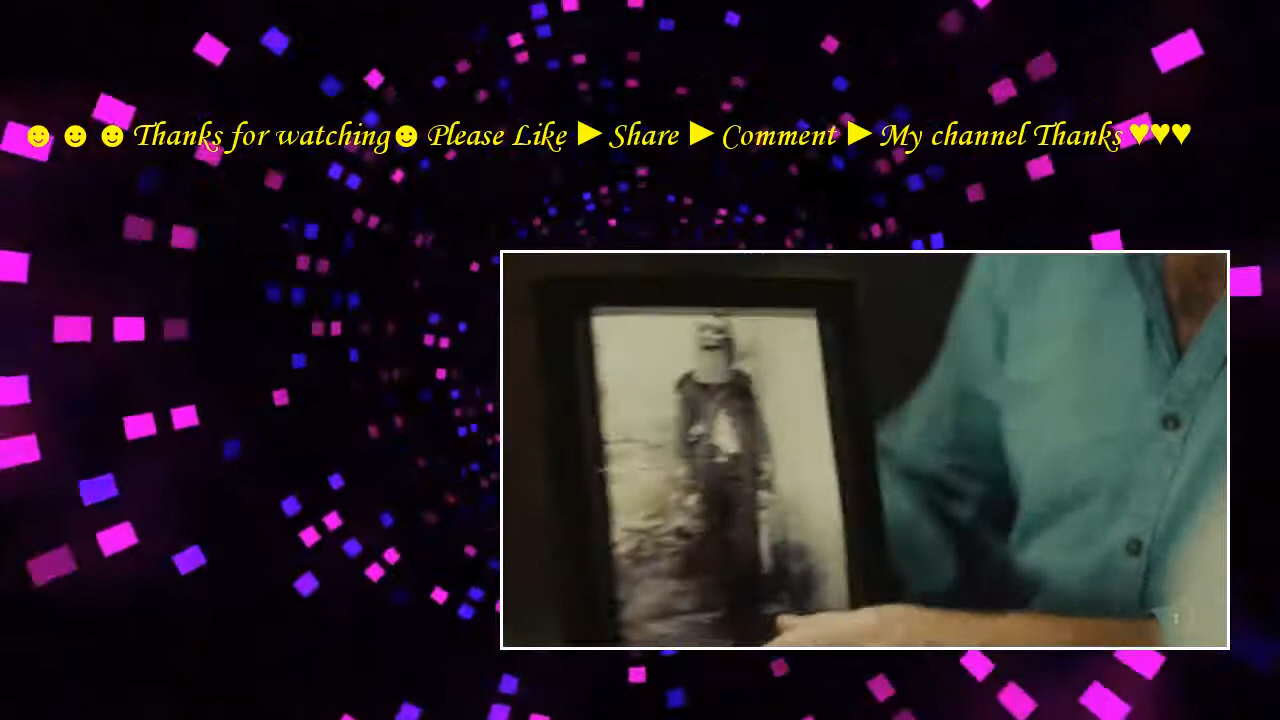 ☻ ☻ ☻ Thanks for watching☻ Please Like ► Share ► Comment ► My channel Thanks ♥♥♥